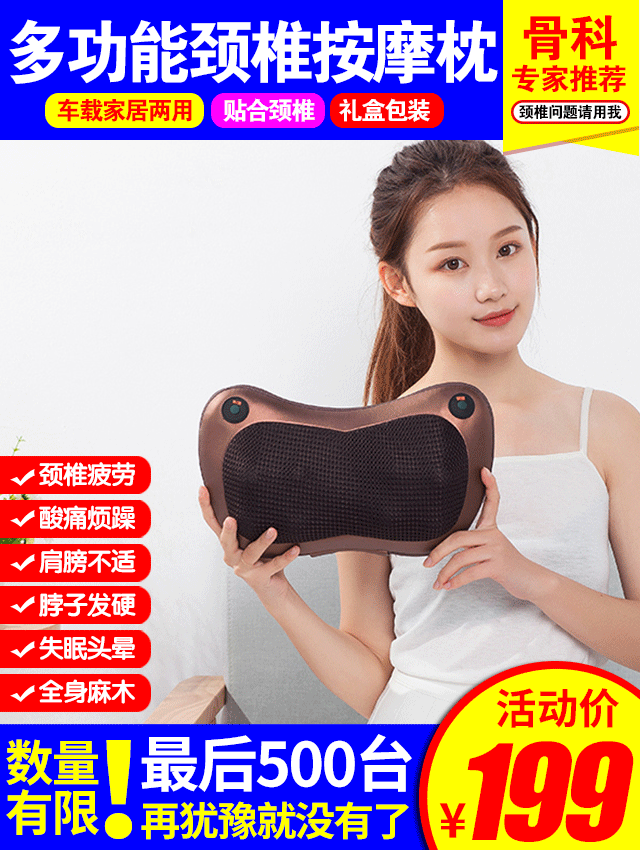 多功能颈椎按摩枕
车载家居两用
贴合颈椎
礼盒包装
骨科
专家推荐
颈椎问题请用我
颈椎疲劳
酸痛烦躁
肩膀不适
脖子发硬
失眠头晕
全身麻木
数量
有限
!
最后500台
再犹豫就没有了
活动价
¥199